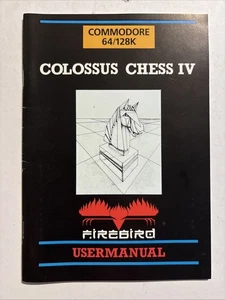 COMMODORE
64/128K
COLOSSUS CHESS IV
FIREBIRD
USERMANUAL